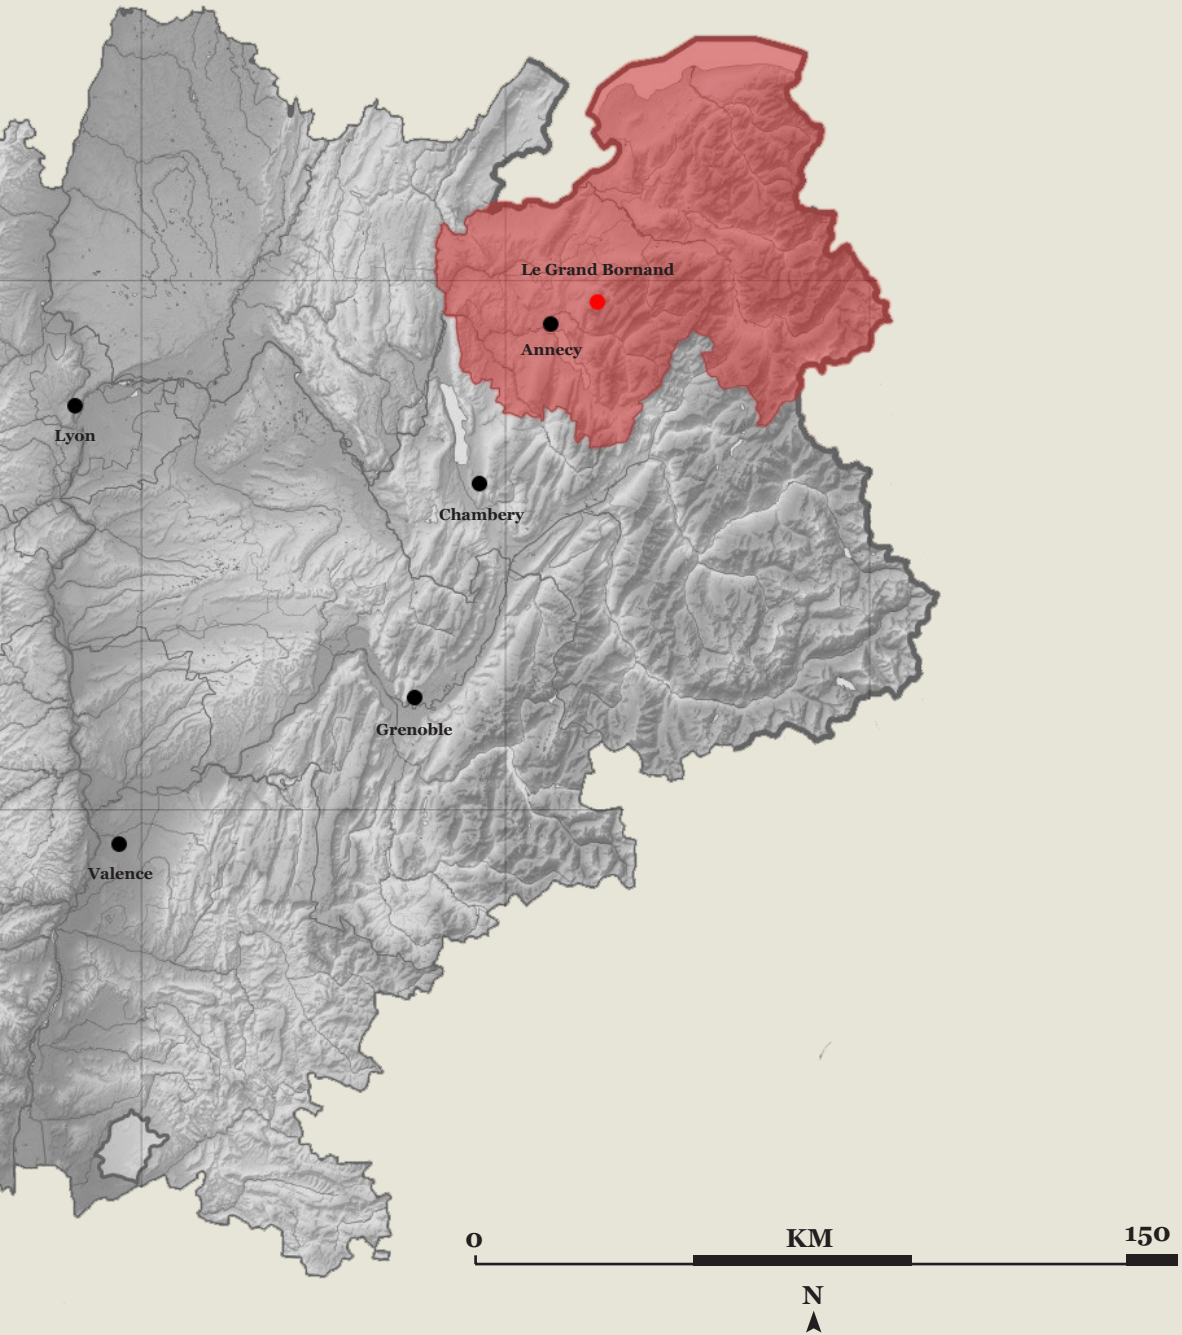 Le Grand Bornand
Annecy
Lyon
Chambery
Grenoble
Valence
0 KM 150
N